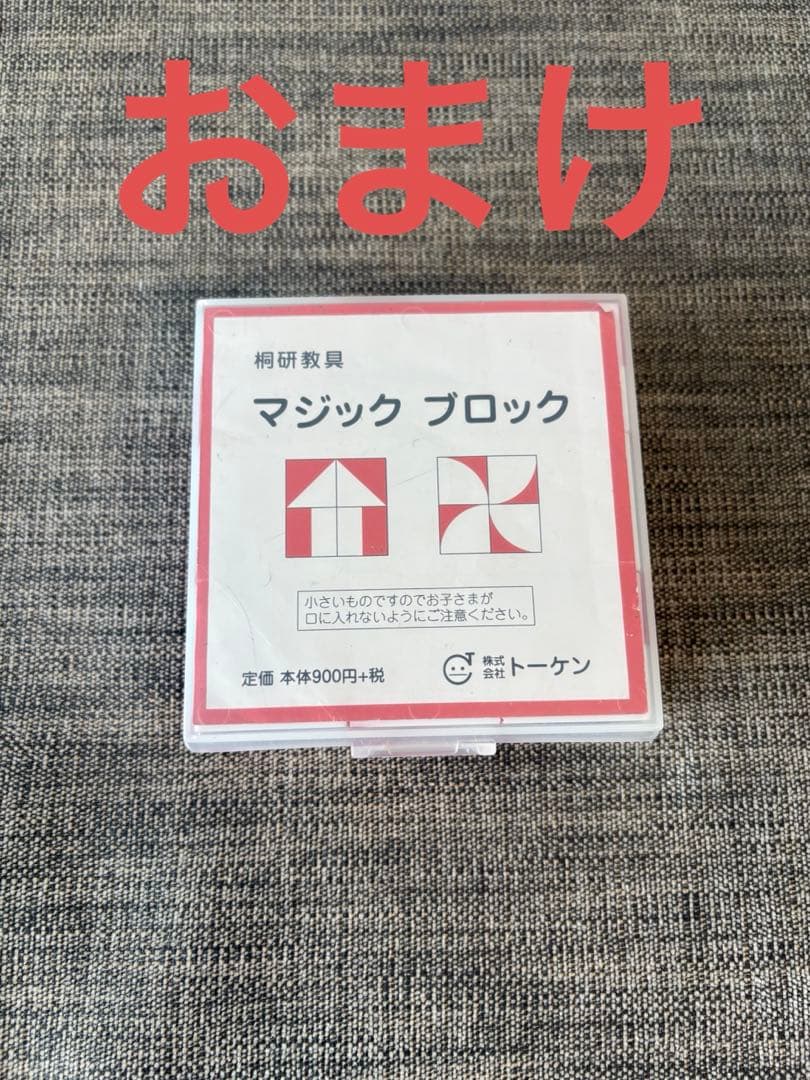 おまけ
桐研教具
マジック ブロック
小さいものですのでお子さまが
口に入れないようにご注意ください。
定価 本体900円+税
株式会社 トーケン